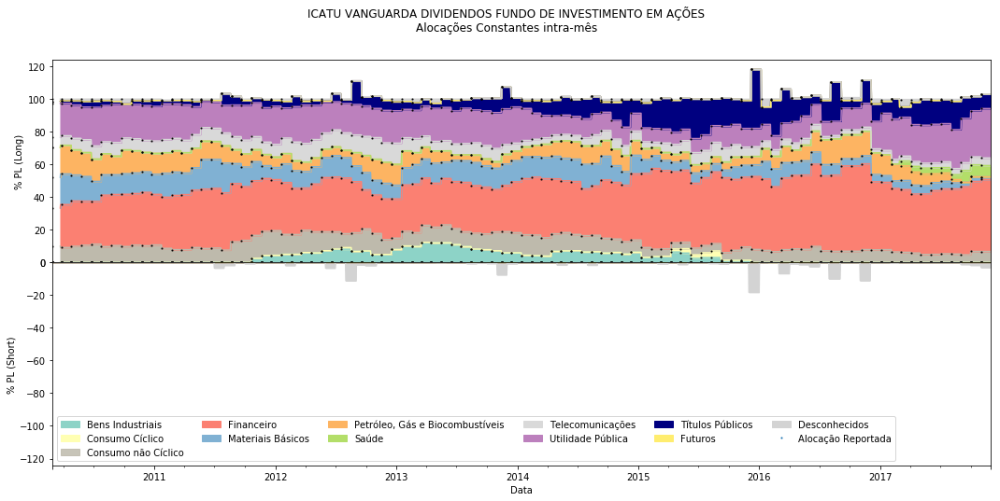 ICATU VANGUARDA DIVIDENDOS FUNDO DE INVESTIMENTO EM AÇÕES
Alocações Constantes intra-mês
% PL (Long)
120
100
80
60
40
20
0
% PL (Short)
0
−20
−40
−60
−80
−100
−120
Bens Industriais
Consumo Cíclico
Consumo não Cíclico
Financeiro
Materiais Básicos
Petróleo, Gás e Biocombustíveis
Saúde
Telecomunicações
Utilidade Pública
Títulos Públicos
Futuros
Desconhecidos
Alocação Reportada
2011 2012 2013 2014 2015 2016 2017
Data